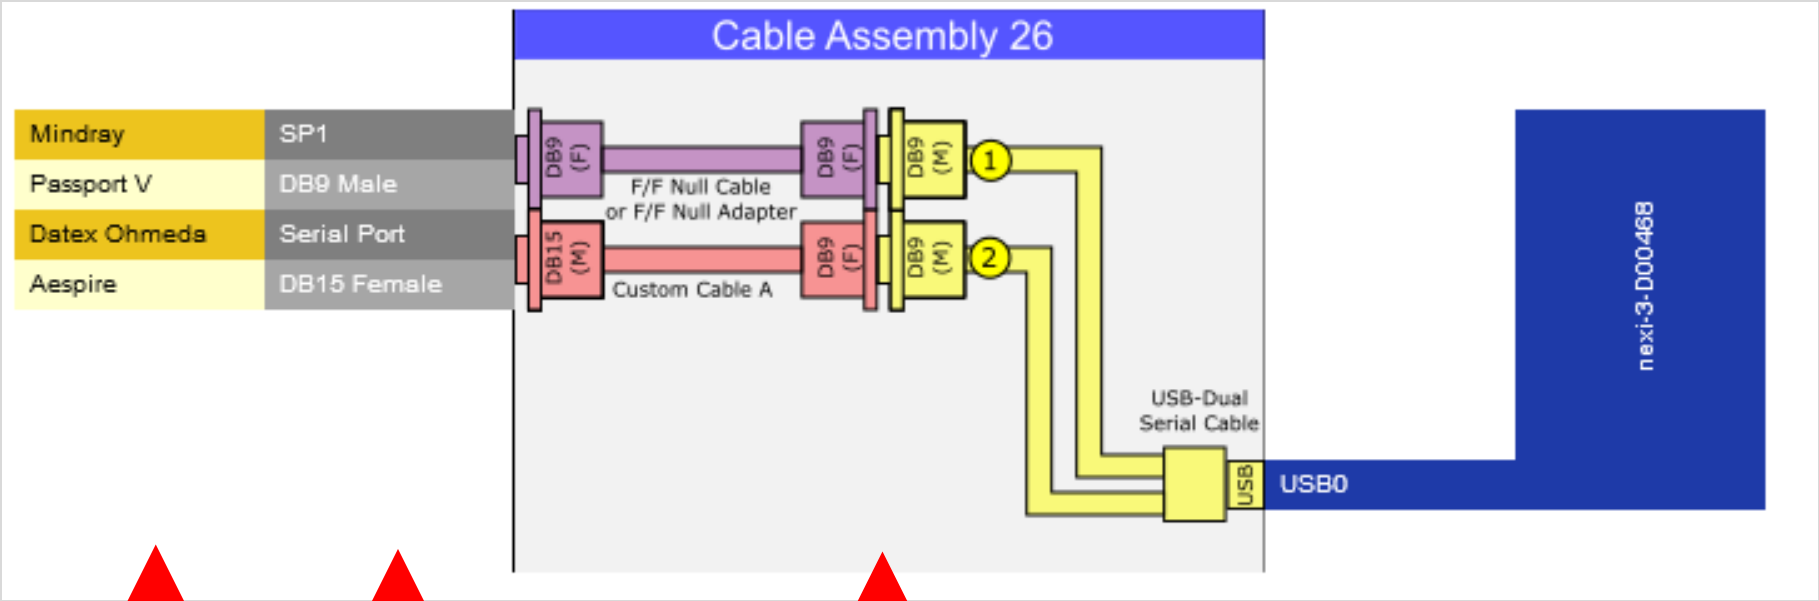 Cable Assembly 26
Mindray
SP1
Passport V
DB9 Male
Datex Ohmeda
Serial Port
Aespire
DB15 Female
DB9
(F)
F/F Null Cable
or F/F Null Adapter
DB9
(F)
DB9
(M)
1
DB15
(M)
Custom Cable A
DB9
(F)
DB9
(M)
2
USB-Dual
Serial Cable
USB
USB0
nexi-3-D00468